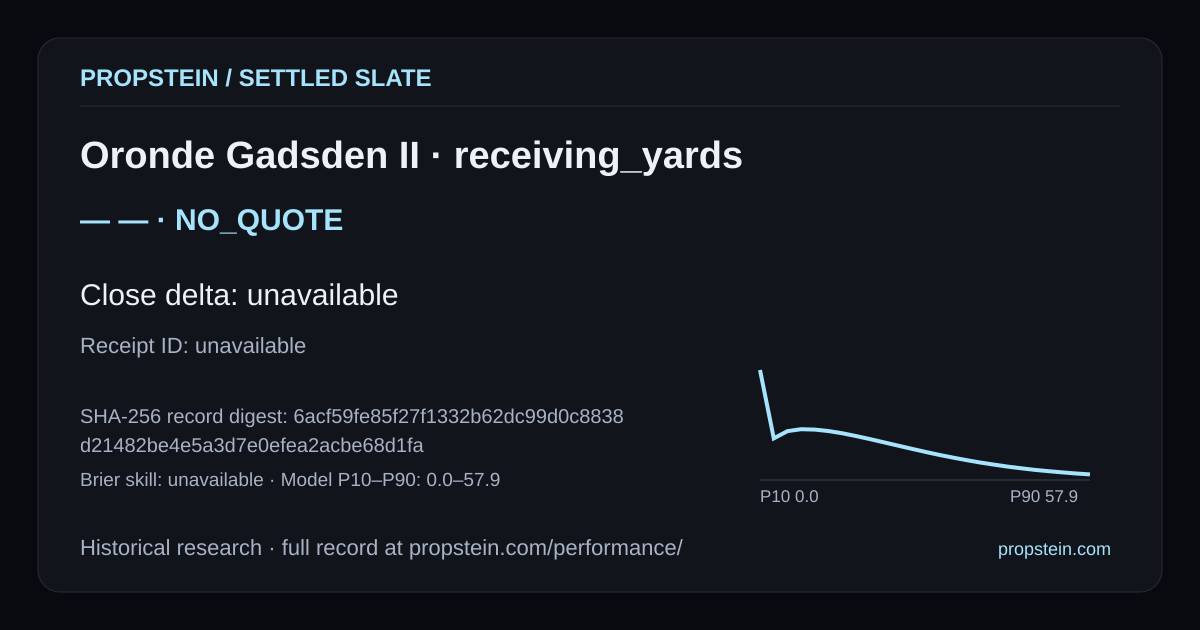 PROPSTEIN / SETTLED SLATE
Oronde Gadsden II · receiving_yards
— — · NO_QUOTE
Close delta: unavailable
Receipt ID: unavailable
SHA-256 record digest: 6acf59fe85f27f1332b62dc99d0c8838
d21482be4e5a3d7e0efea2acbe68d1fa
Brier skill: unavailable · Model P10–P90: 0.0–57.9
P10 0.0
P90 57.9
Historical research · full record at propstein.com/performance/
propstein.com